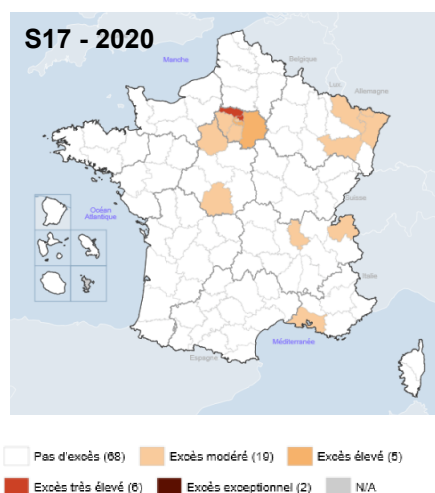 S17 - 2020
Manche
Belgique
Lux.
Allemagne
Océan
Atlantique
Suisse
Italie
Méditerranée
Espagne
Pas d'excès (68)
Excès modéré (19)
Excès élevé (5)
Excès très élevé (6)
Excès exceptionnel (2)
N/A